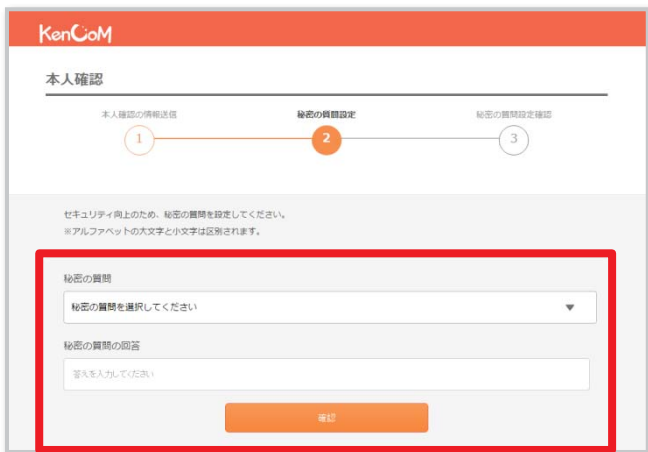 KenCoM
本人確認
本人確認の情報送信
秘密の質問設定
秘密の質問設定確認
1
2
3
セキュリティ向上のため、秘密の質問を設定してください。
※アルファベットの大文字と小文字は区別されます。
秘密の質問
秘密の質問を選択してください
秘密の質問の回答
答えを入力してください
確認